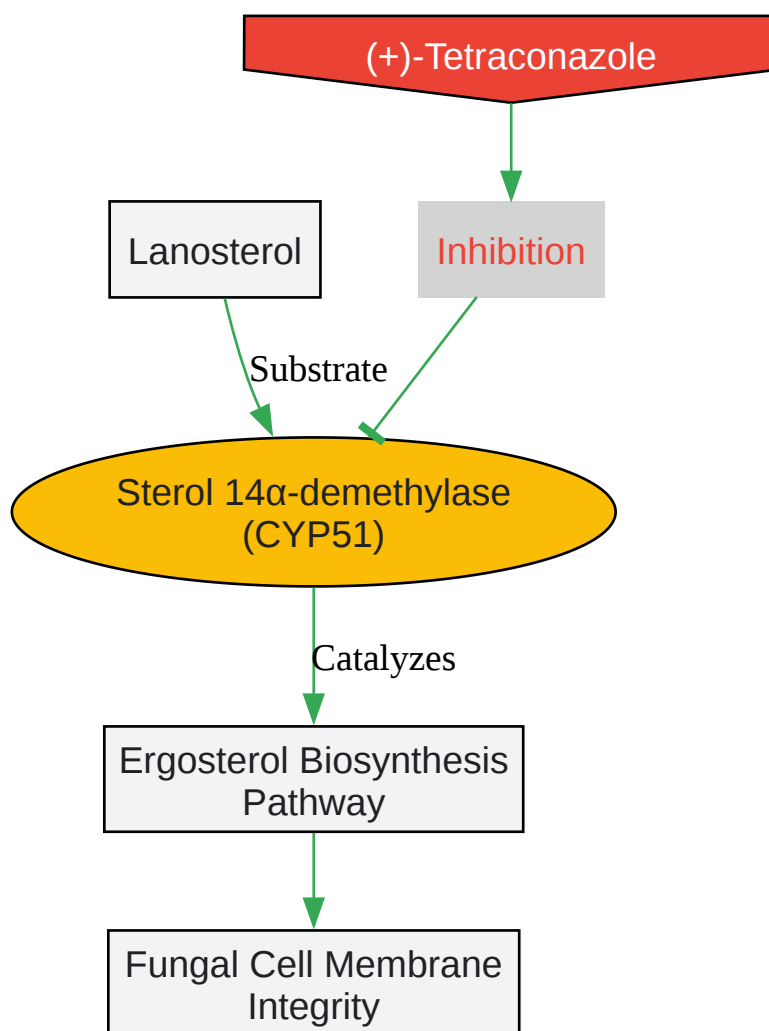 (+)-Tetraconazole
Lanosterol
Inhibition
Substrate
Sterol 14α-demethylase
(CYP51)
Catalyzes
Ergosterol Biosynthesis
Pathway
Fungal Cell Membrane
Integrity